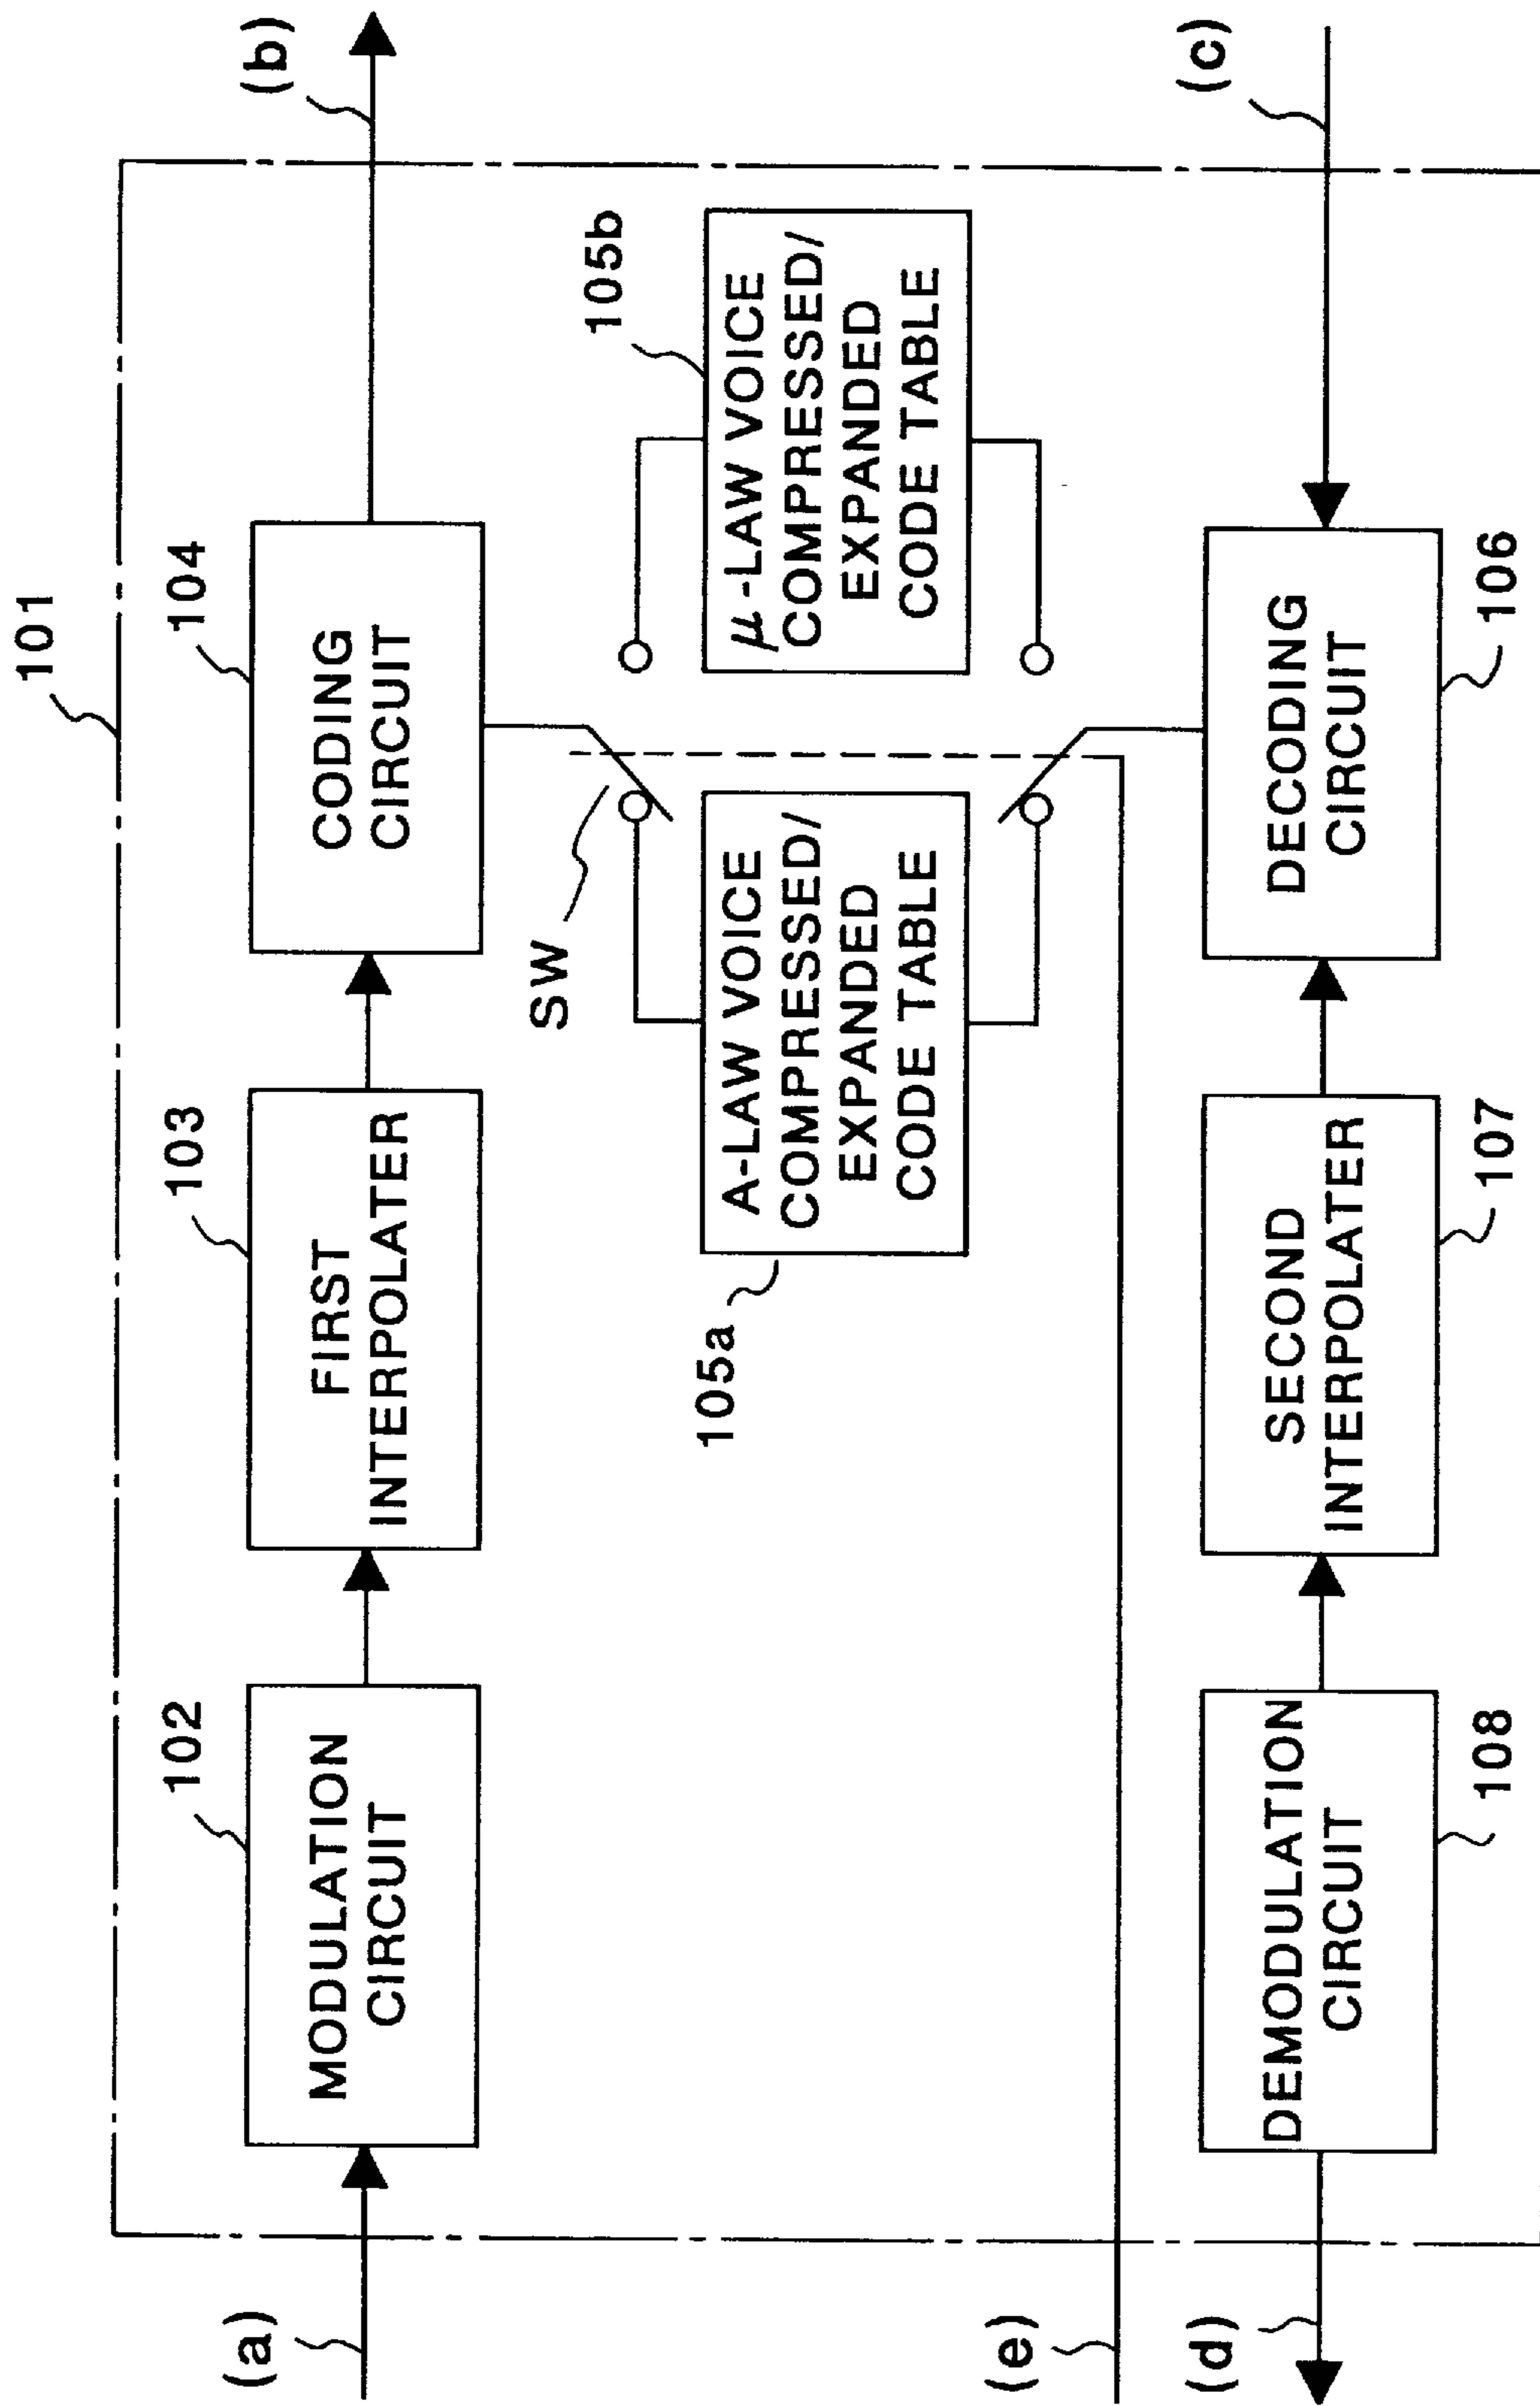 101
(a)
102
MODULATION
CIRCUIT
103
FIRST
INTERPOLATER
104
CODING
CIRCUIT
(b)
SW
105a
A-LAW VOICE
COMPRESSED/
EXPANDED
CODE TABLE
105b
μ-LAW VOICE
COMPRESSED/
EXPANDED
CODE TABLE
(e)
(d)
DEMODULATION
CIRCUIT
108
SECOND
INTERPOLATER
107
DECODING
CIRCUIT
106
(c)